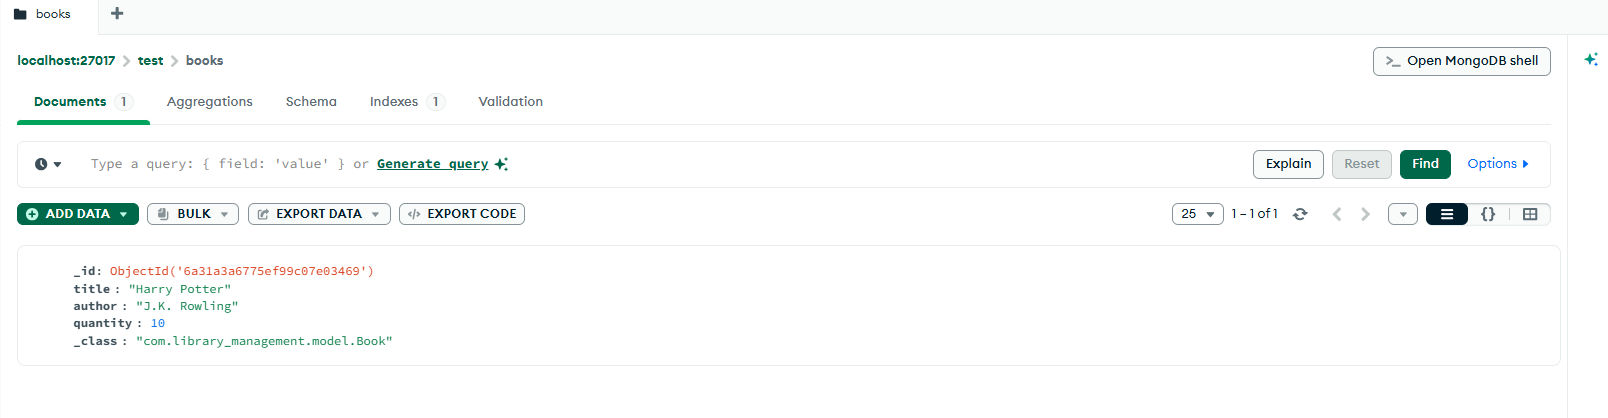 books
localhost:27017 > test > books
>_ Open MongoDB shell
Documents 1 Aggregations Schema Indexes 1 Validation
Type a query: { field: 'value' } or Generate query
Explain Reset Find Options
ADD DATA BULK EXPORT DATA </> EXPORT CODE
25 1 – 1 of 1 {}
_id: ObjectId('6a31a3a6775ef99c07e03469')
title : "Harry Potter"
author : "J.K. Rowling"
quantity : 10
_class : "com.library_management.model.Book"